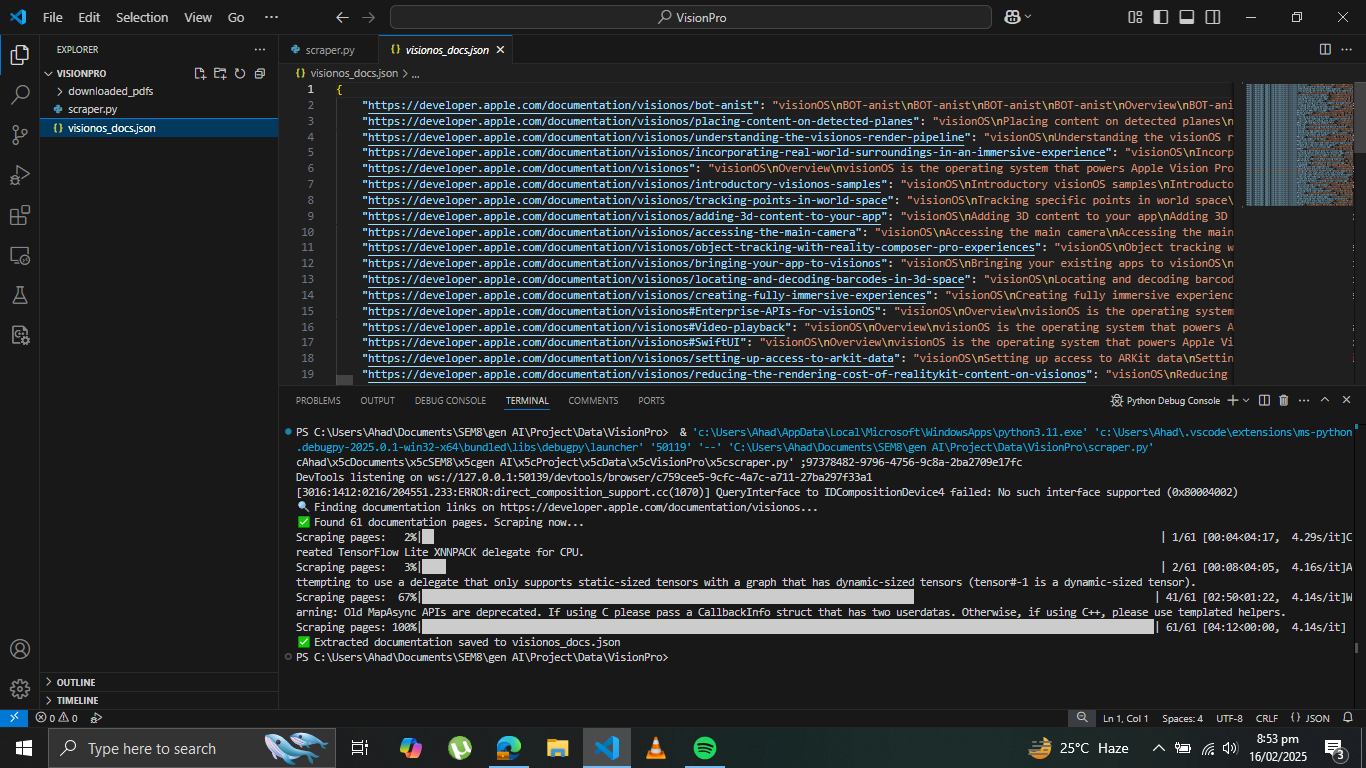 File Edit Selection View Go ··· VisionPro
EXPLORER ···
VISIONPRO
downloaded_pdfs
scraper.py
{} visionos_docs.json
OUTLINE
TIMELINE
scraper.py {} visionos_docs.json ×
{} visionos_docs.json > ...
1 {
2 "https://developer.apple.com/documentation/visionos/bot-anist": "visionOS\nBOT-anist\nBOT-anist\nBOT-anist\nBOT-anist\nOverview\nBOT-ani
3 "https://developer.apple.com/documentation/visionos/placing-content-on-detected-planes": "visionOS\nPlacing content on detected planes\n
4 "https://developer.apple.com/documentation/visionos/understanding-the-visionos-render-pipeline": "visionOS\nUnderstanding the visionOS r
5 "https://developer.apple.com/documentation/visionos/incorporating-real-world-surroundings-in-an-immersive-experience": "visionOS\nIncorp
6 "https://developer.apple.com/documentation/visionos": "visionOS\nOverview\nvisionOS is the operating system that powers Apple Vision Pro
7 "https://developer.apple.com/documentation/visionos/introductory-visionos-samples": "visionOS\nIntroductory visionOS samples\nIntroducto
8 "https://developer.apple.com/documentation/visionos/tracking-points-in-world-space": "visionOS\nTracking specific points in world space\
9 "https://developer.apple.com/documentation/visionos/adding-3d-content-to-your-app": "visionOS\nAdding 3D content to your app\nAdding 3D
10 "https://developer.apple.com/documentation/visionos/accessing-the-main-camera": "visionOS\nAccessing the main camera\nAccessing the main
11 "https://developer.apple.com/documentation/visionos/object-tracking-with-reality-composer-pro-experiences": "visionOS\nObject tracking w
12 "https://developer.apple.com/documentation/visionos/bringing-your-app-to-visionos": "visionOS\nBringing your existing apps to visionOS\n
13 "https://developer.apple.com/documentation/visionos/locating-and-decoding-barcodes-in-3d-space": "visionOS\nLocating and decoding barcod
14 "https://developer.apple.com/documentation/visionos/creating-fully-immersive-experiences": "visionOS\nCreating fully immersive experienc
15 "https://developer.apple.com/documentation/visionos#Enterprise-APIs-for-visionOS": "visionOS\nOverview\nvisionOS is the operating system
16 "https://developer.apple.com/documentation/visionos#Video-playback": "visionOS\nOverview\nvisionOS is the operating system that powers A
17 "https://developer.apple.com/documentation/visionos#SwiftUI": "visionOS\nOverview\nvisionOS is the operating system that powers Apple Vi
18 "https://developer.apple.com/documentation/visionos/setting-up-access-to-arkit-data": "visionOS\nSetting up access to ARKit data\nSettin
19 "https://developer.apple.com/documentation/visionos/reducing-the-rendering-cost-of-realitykit-content-on-visionos": "visionOS\nReducing
PROBLEMS OUTPUT DEBUG CONSOLE TERMINAL COMMENTS PORTS Python Debug Console
PS C:\Users\Ahad\Documents\SEM8\gen AI\Project\Data\VisionPro> & 'c:\Users\Ahad\AppData\Local\Microsoft\WindowsApps\python3.11.exe' 'c:\Users\Ahad\.vscode\extensions\ms-python
.debugpy-2025.0.1-win32-x64\bundled\libs\debugpy\launcher' '50119' '--' 'C:\Users\Ahad\Documents\SEM8\gen AI\Project\Data\VisionPro\scraper.py'
cAhad\x5cDocuments\x5cSEM8\x5cgen AI\x5cProject\x5cData\x5cVisionPro\x5cscraper.py' ;97378482-9796-4756-9c8a-2ba2709e17fc
DevTools listening on ws://127.0.0.1:50139/devtools/browser/c759cee5-9cfc-4a7c-a711-27ba297f33a1
[3016:1412:0216/204551.233:ERROR:direct_composition_support.cc(1070)] QueryInterface to IDCompositionDevice4 failed: No such interface supported (0x80004002)
🔍 Finding documentation links on https://developer.apple.com/documentation/visionos...
✅ Found 61 documentation pages. Scraping now...
Scraping pages: 2%| | 1/61 [00:04<04:17, 4.29s/it]C
reated TensorFlow Lite XNNPACK delegate for CPU.
Scraping pages: 3%| | 2/61 [00:08<04:05, 4.16s/it]A
ttempting to use a delegate that only supports static-sized tensors with a graph that has dynamic-sized tensors (tensor#-1 is a dynamic-sized tensor).
Scraping pages: 67%| | 41/61 [02:50<01:22, 4.14s/it]W
arning: Old MapAsync APIs are deprecated. If using C please pass a CallbackInfo struct that has two userdatas. Otherwise, if using C++, please use templated helpers.
Scraping pages: 100%| | 61/61 [04:12<00:00, 4.14s/it]
✅ Extracted documentation saved to visionos_docs.json
PS C:\Users\Ahad\Documents\SEM8\gen AI\Project\Data\VisionPro>
0 0 Ln 1, Col 1 Spaces: 4 UTF-8 CRLF {} JSON
Type here to search 25°C Haze 8:53 pm
16/02/2025 3